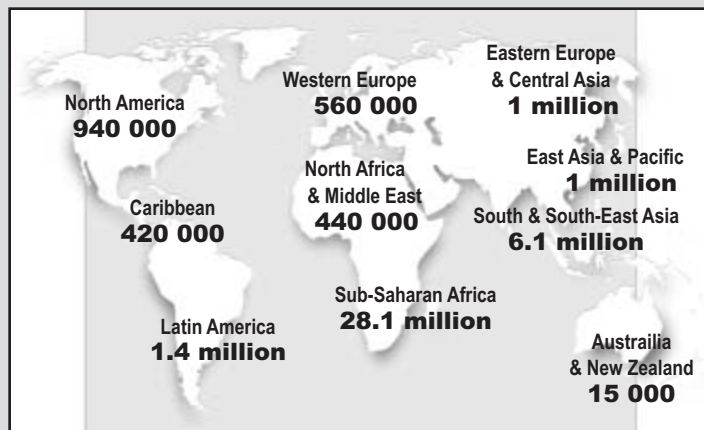 North America
940 000
Western Europe
560 000
Eastern Europe
& Central Asia
1 million
Caribbean
420 000
North Africa
& Middle East
440 000
East Asia & Pacific
1 million
South & South-East Asia
6.1 million
Latin America
1.4 million
Sub-Saharan Africa
28.1 million
Austrailia
& New Zealand
15 000